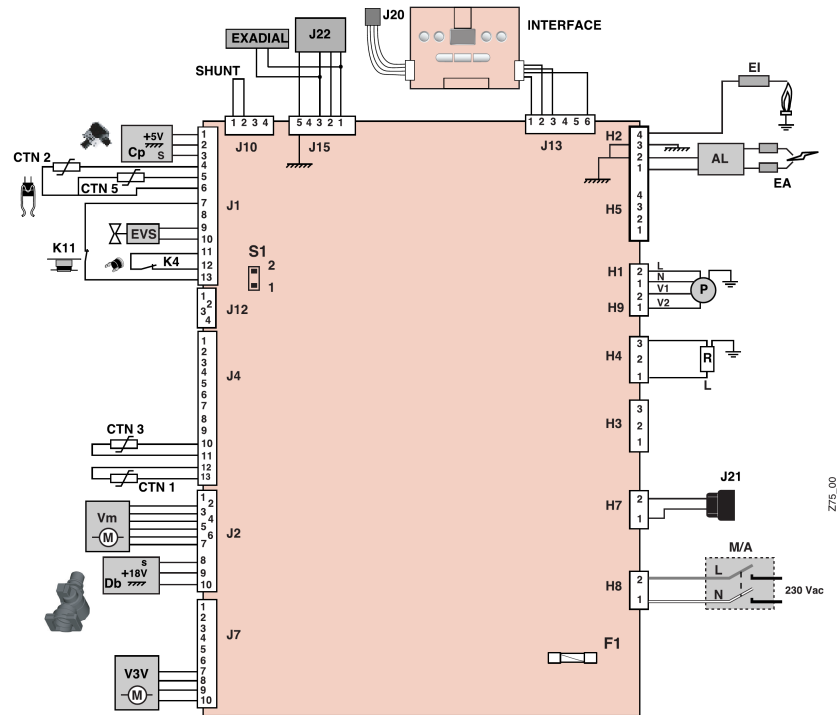 J20
INTERFACE
EXADIAL
J22
SHUNT
1 2 3 4
J10
5 4 3 2 1
J15
1 2 3 4 5 6
J13
EI
H2
4
3
2
1
AL
EA
H5
4
3
2
1
+5V
Cp S
CTN 2
CTN 5
1
2
3
4
5
6
7
8
9
10
11
12
13
J1
EVS
K11
K4
S1
2
1
1
2
3
4
J12
H1
2
1
L
N
P
H9
2
1
V1
V2
H4
3
2
1
R
L
H3
3
2
1
1
2
3
4
5
6
7
8
9
10
11
12
13
J4
CTN 3
CTN 1
H7
2
1
J21
Z75_00
1
2
3
4
5
6
7
8
9
10
J2
Vm
M
S
+18V
Db
M/A
H8
2
1
L
N
230 Vac
1
2
3
4
5
6
7
8
9
10
J7
V3V
M
F1